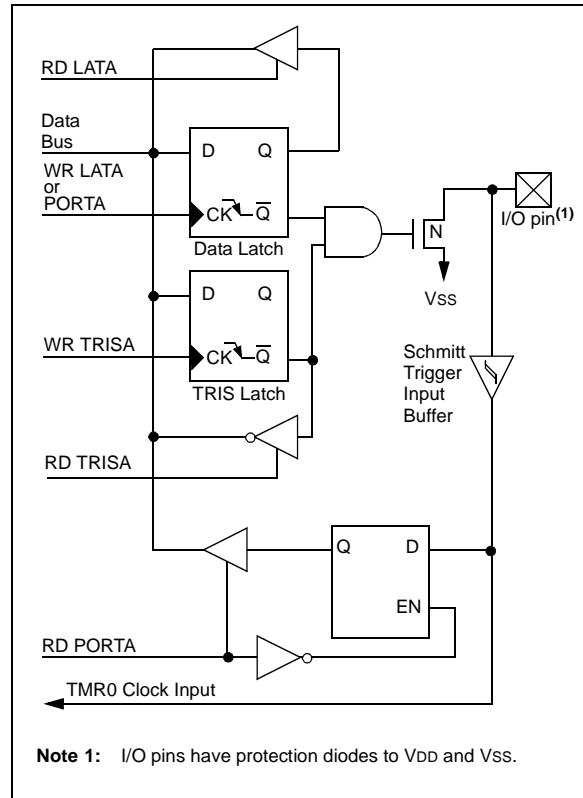 RD LATA
Data
Bus
WR LATA
or
PORTA
D Q
CK Q̅
Data Latch
N
I/O pin(1)
VSS
D Q
CK Q̅
WR TRISA
TRIS Latch
Schmitt
Trigger
Input
Buffer
RD TRISA
Q D
EN
RD PORTA
TMR0 Clock Input
Note 1: I/O pins have protection diodes to VDD and VSS.